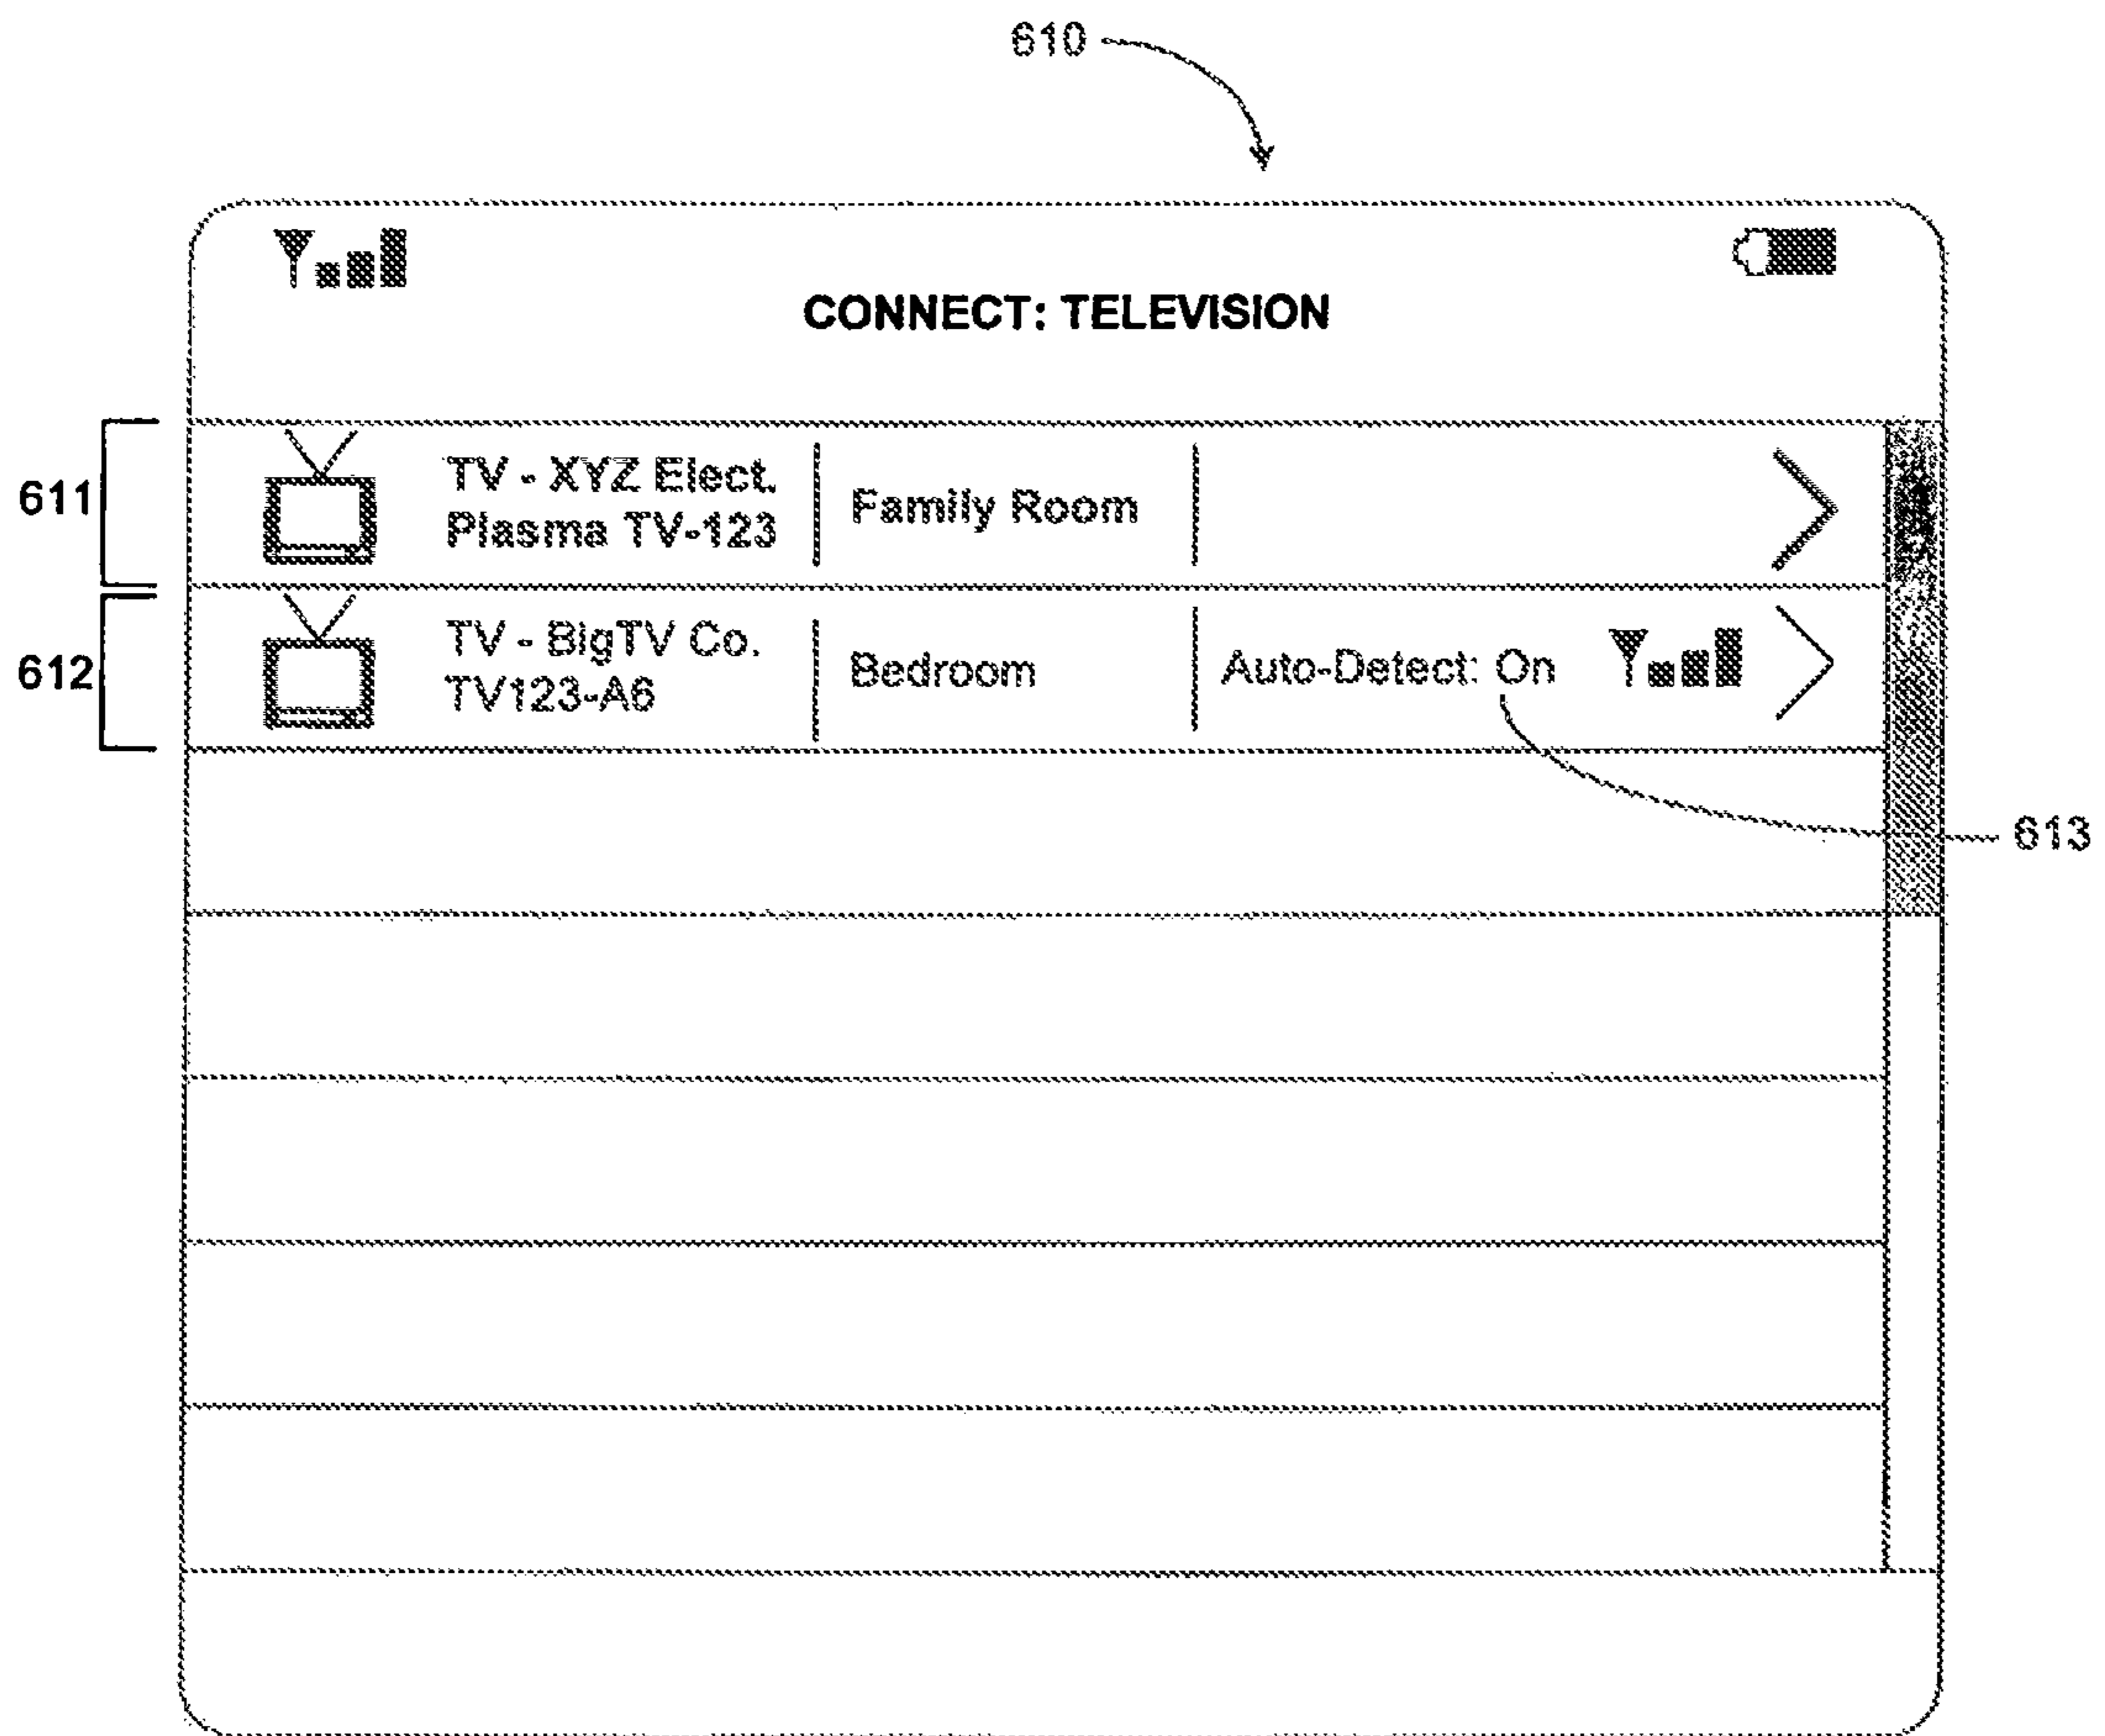 610
CONNECT: TELEVISION
611
TV - XYZ Elect.
Plasma TV-123
Family Room
612
TV - BigTV Co.
TV123-A6
Bedroom
Auto-Detect: On
613